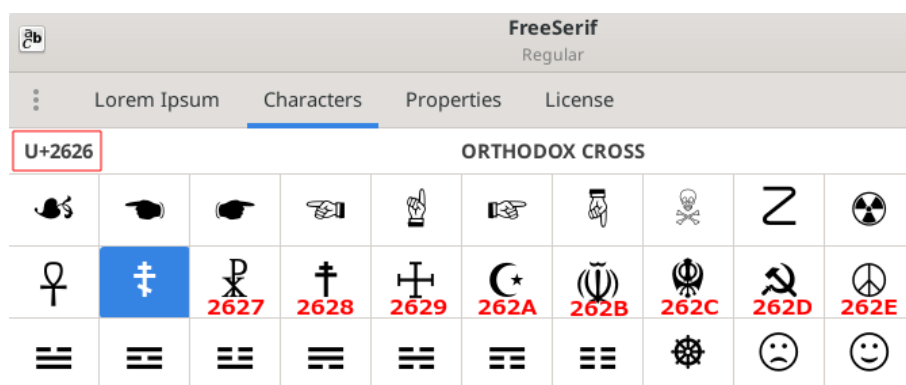 FreeSerif
Regular
Lorem Ipsum Characters Properties License
U+2626 ORTHODOX CROSS
☙ ☚ ☛ ☜ ☝ ☞ ☟ ☠ ☡ ☢
☥ ☦ ☧ ☨ ☩ ☪ ☫ ☬ ☭ ☮
2627 2628 2629 262A 262B 262C 262D 262E
☱ ☲ ☳ ☴ ☵ ☶ ☷ ☸ ☹ ☺